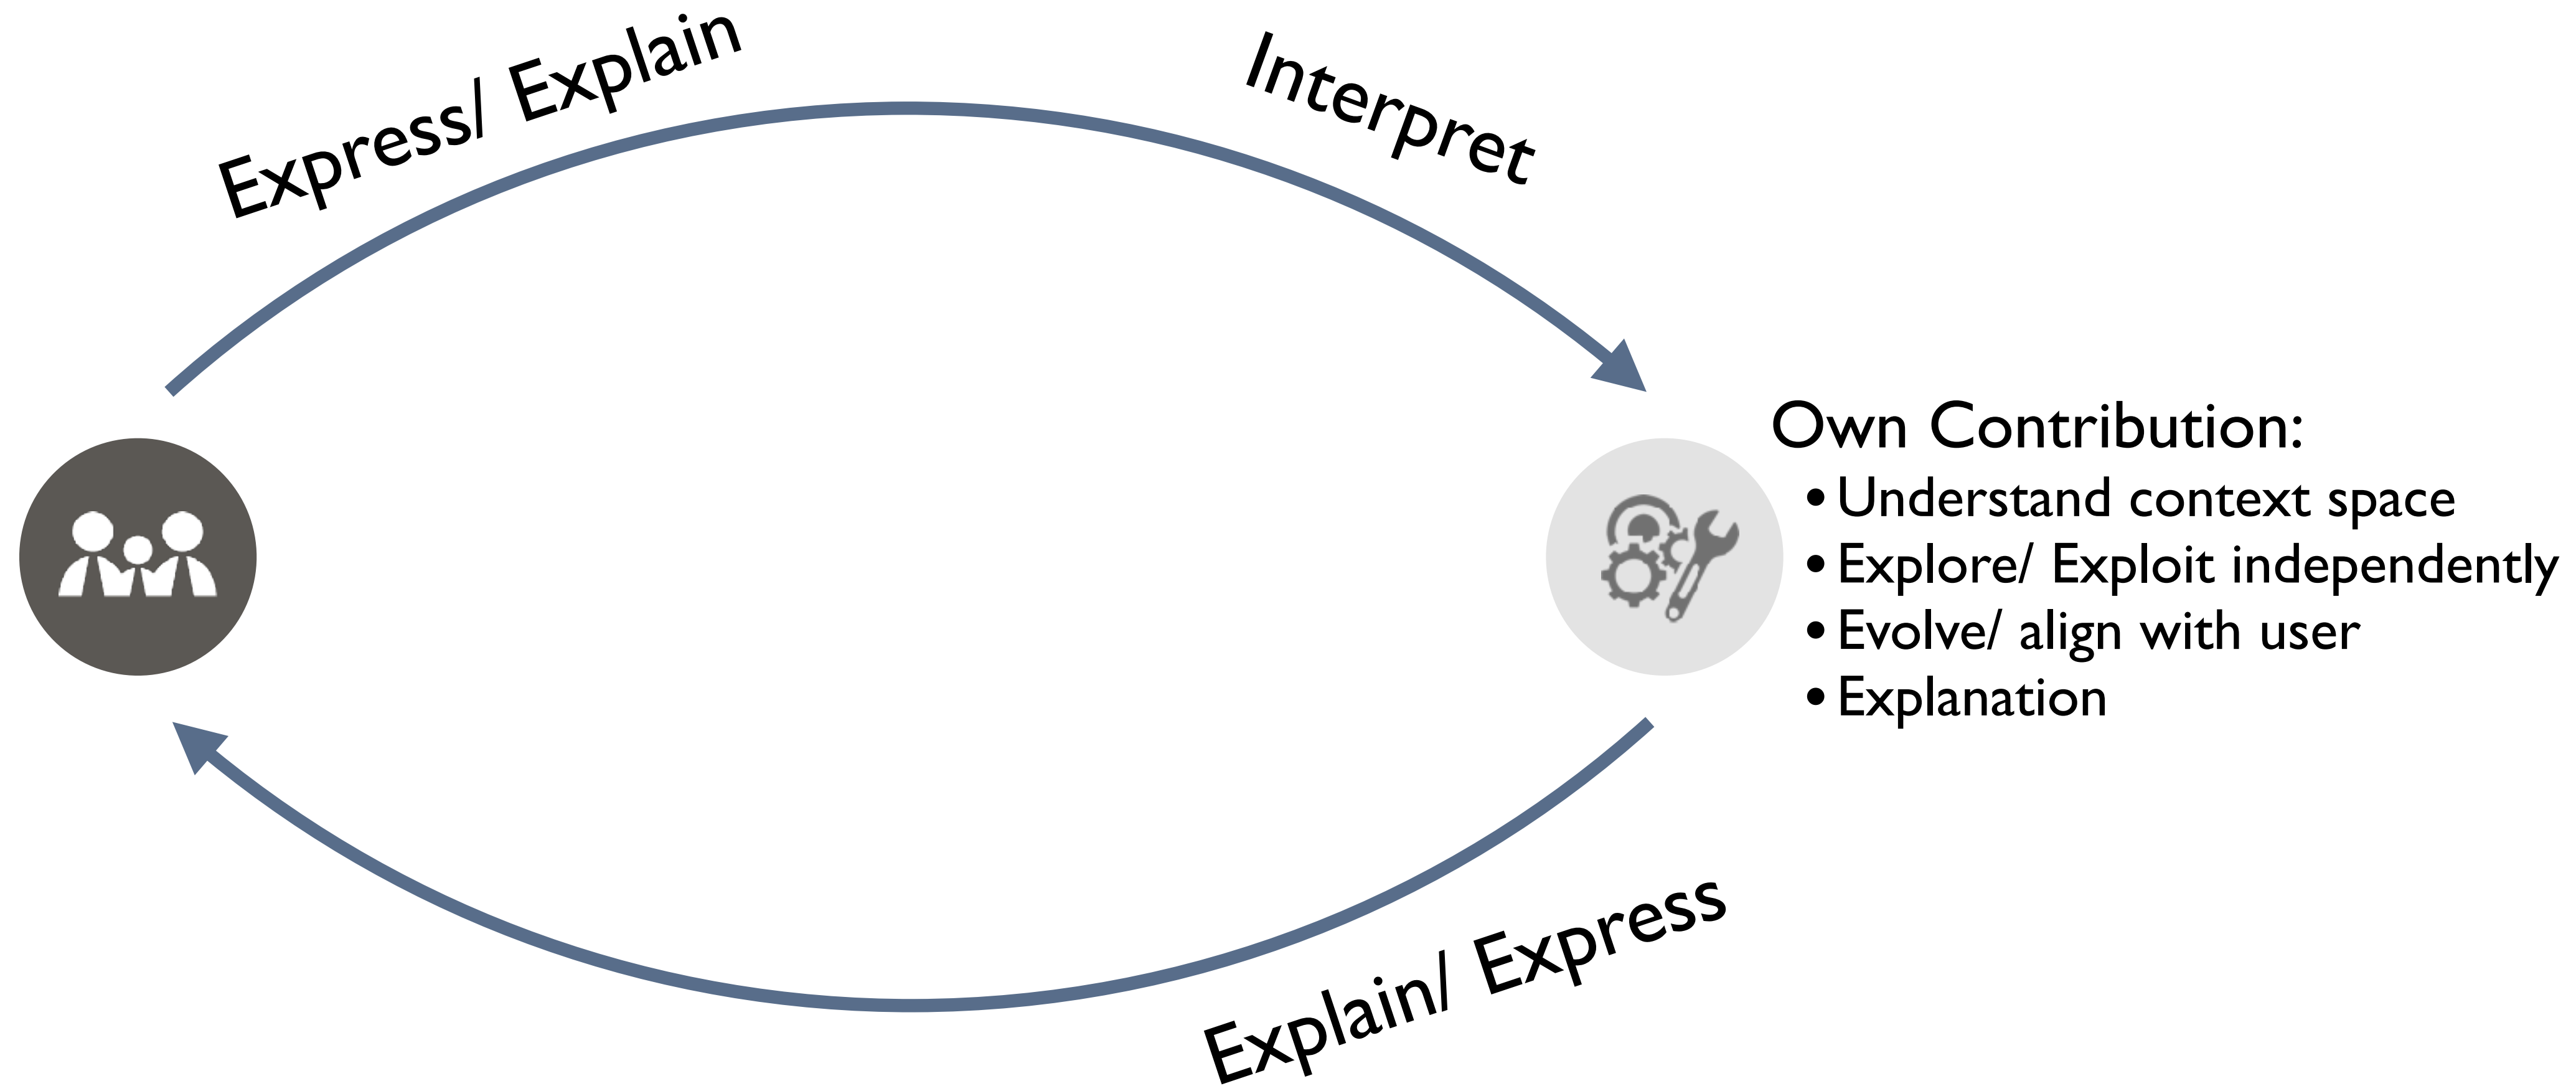 Express/ Explain
Interpret
Own Contribution:
• Understand context space
• Explore/ Exploit independently
• Evolve/ align with user
• Explanation
Explain/ Express